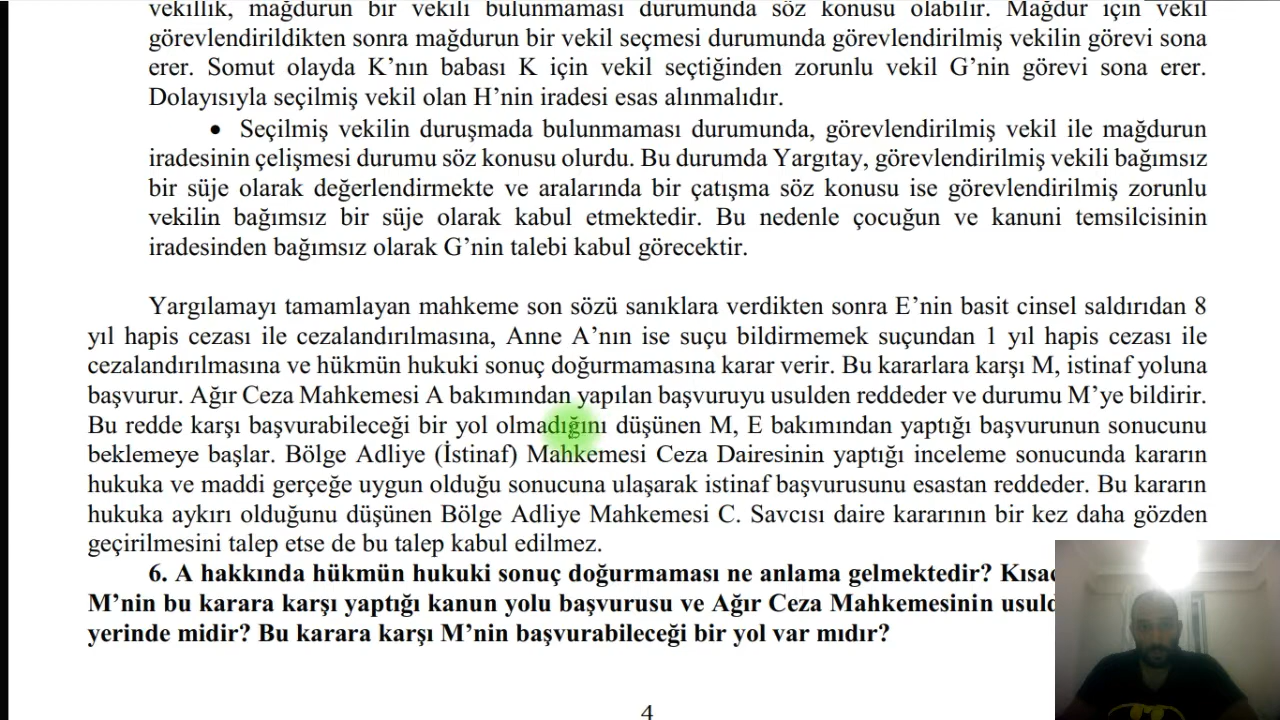 vekillik, mağdurun bir vekili bulunmaması durumunda söz konusu olabilir. Mağdur için vekil
görevlendirildikten sonra mağdurun bir vekil seçmesi durumunda görevlendirilmiş vekilin görevi sona
erer. Somut olayda K’nın babası K için vekil seçtiğinden zorunlu vekil G’nin görevi sona erer.
Dolayısıyla seçilmiş vekil olan H’nin iradesi esas alınmalıdır.
• Seçilmiş vekilin duruşmada bulunmaması durumunda, görevlendirilmiş vekil ile mağdurun
iradesinin çelişmesi durumu söz konusu olurdu. Bu durumda Yargıtay, görevlendirilmiş vekili bağımsız
bir süje olarak değerlendirmekte ve aralarında bir çatışma söz konusu ise görevlendirilmiş zorunlu
vekilin bağımsız bir süje olarak kabul etmektedir. Bu nedenle çocuğun ve kanuni temsilcisinin
iradesinden bağımsız olarak G’nin talebi kabul görecektir.
Yargılamayı tamamlayan mahkeme son sözü sanıklara verdikten sonra E’nin basit cinsel saldırıdan 8
yıl hapis cezası ile cezalandırılmasına, Anne A’nın ise suçu bildirmemek suçundan 1 yıl hapis cezası ile
cezalandırılmasına ve hükmün hukuki sonuç doğurmamasına karar verir. Bu kararlara karşı M, istinaf yoluna
başvurur. Ağır Ceza Mahkemesi A bakımından yapılan başvuruyu usulden reddeder ve durumu M’ye bildirir.
Bu redde karşı başvurabileceği bir yol olmadığını düşünen M, E bakımından yaptığı başvurunun sonucunu
beklemeye başlar. Bölge Adliye (İstinaf) Mahkemesi Ceza Dairesinin yaptığı inceleme sonucunda kararın
hukuka ve maddi gerçeğe uygun olduğu sonucuna ulaşarak istinaf başvurusunu esastan reddeder. Bu kararın
hukuka aykırı olduğunu düşünen Bölge Adliye Mahkemesi C. Savcısı daire kararının bir kez daha gözden
geçirilmesini talep etse de bu talep kabul edilmez.
6. A hakkında hükmün hukuki sonuç doğurmaması ne anlama gelmektedir? Kısac
M’nin bu karara karşı yaptığı kanun yolu başvurusu ve Ağır Ceza Mahkemesinin usuld
yerinde midir? Bu karara karşı M’nin başvurabileceği bir yol var mıdır?
4